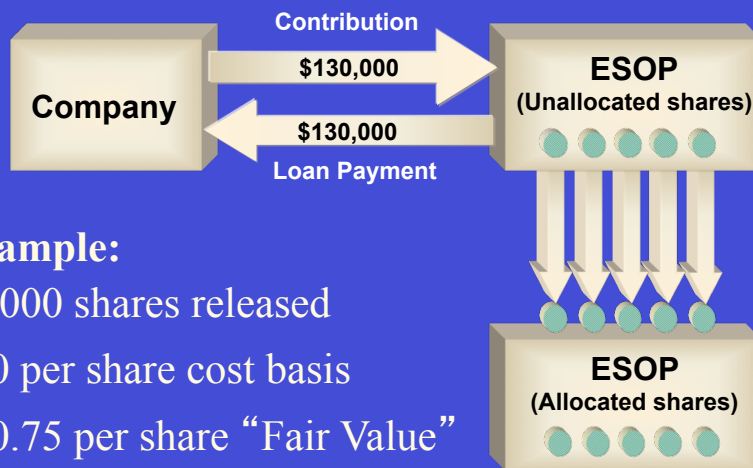 Contribution
$130,000
Company
$130,000
Loan Payment
ESOP
(Unallocated shares)
ample:
000 shares released
0 per share cost basis
0.75 per share “Fair Value”
ESOP
(Allocated shares)